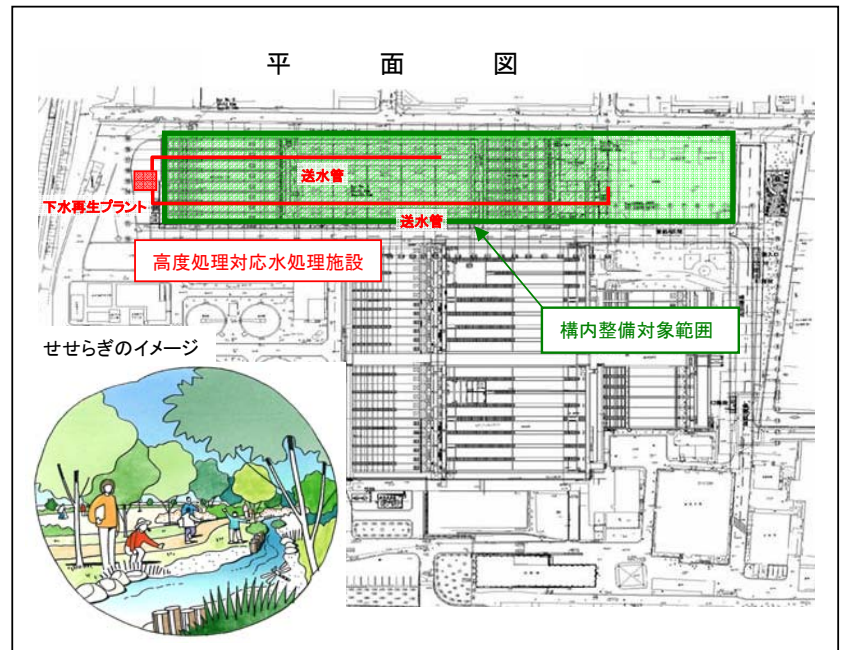 平　面　図
送水管
下水再生プラント
送水管
高度処理対応水処理施設
構内整備対象範囲
せせらぎのイメージ